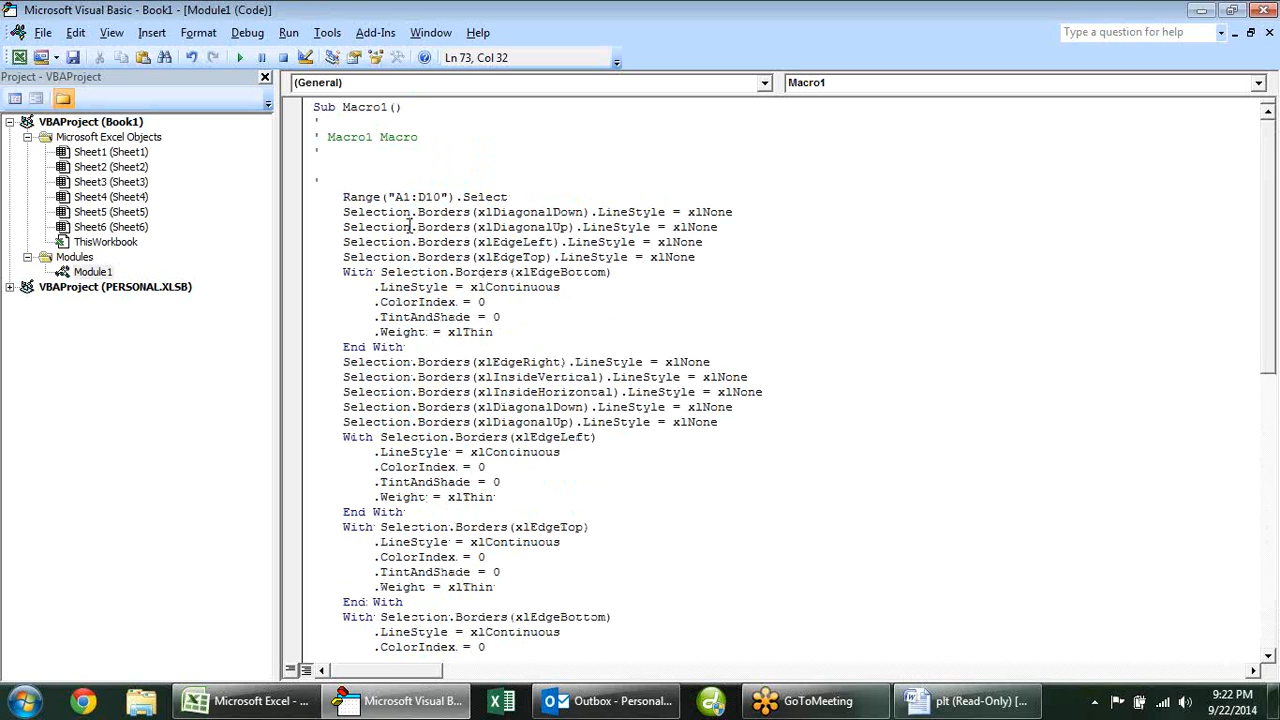 Microsoft Visual Basic - Book1 - [Module1 (Code)]
File Edit View Insert Format Debug Run Tools Add-Ins Window Help
Type a question for help
Ln 73, Col 32
Project - VBAProject
(General)
Macro1
VBAProject (Book1)
Microsoft Excel Objects
Sheet1 (Sheet1)
Sheet2 (Sheet2)
Sheet3 (Sheet3)
Sheet4 (Sheet4)
Sheet5 (Sheet5)
Sheet6 (Sheet6)
ThisWorkbook
Modules
Module1
VBAProject (PERSONAL.XLSB)
Sub Macro1()
'
' Macro1 Macro
'
'
Range("A1:D10").Select
Selection.Borders(xlDiagonalDown).LineStyle = xlNone
Selection.Borders(xlDiagonalUp).LineStyle = xlNone
Selection.Borders(xlEdgeLeft).LineStyle = xlNone
Selection.Borders(xlEdgeTop).LineStyle = xlNone
With Selection.Borders(xlEdgeBottom)
.LineStyle = xlContinuous
.ColorIndex = 0
.TintAndShade = 0
.Weight = xlThin
End With
Selection.Borders(xlEdgeRight).LineStyle = xlNone
Selection.Borders(xlInsideVertical).LineStyle = xlNone
Selection.Borders(xlInsideHorizontal).LineStyle = xlNone
Selection.Borders(xlDiagonalDown).LineStyle = xlNone
Selection.Borders(xlDiagonalUp).LineStyle = xlNone
With Selection.Borders(xlEdgeLeft)
.LineStyle = xlContinuous
.ColorIndex = 0
.TintAndShade = 0
.Weight = xlThin
End With
With Selection.Borders(xlEdgeTop)
.LineStyle = xlContinuous
.ColorIndex = 0
.TintAndShade = 0
.Weight = xlThin
End With
With Selection.Borders(xlEdgeBottom)
.LineStyle = xlContinuous
.ColorIndex = 0
Microsoft Excel - ...
Microsoft Visual B...
Outbox - Personal...
GoToMeeting
plt (Read-Only) [...
9:22 PM
9/22/2014